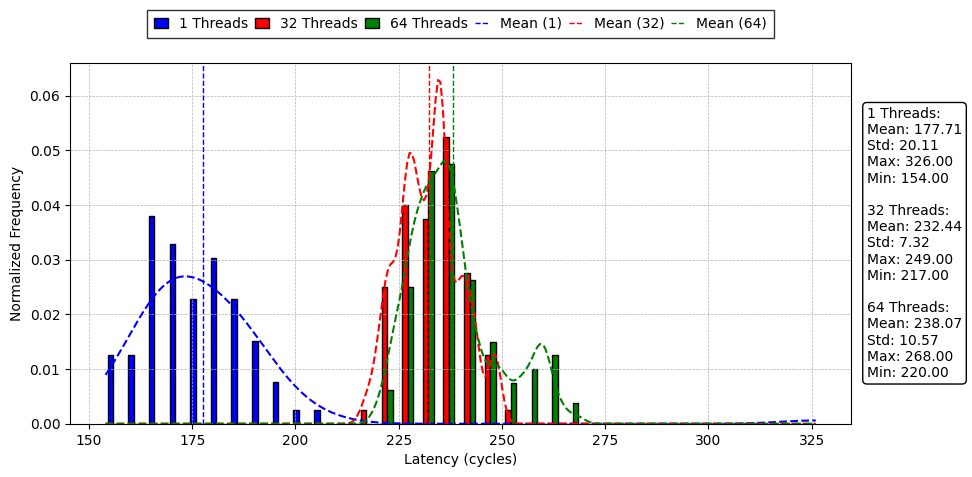 1 Threads 32 Threads 64 Threads Mean (1) Mean (32) Mean (64)
Normalized Frequency
0.06
0.05
0.04
0.03
0.02
0.01
0.00
150 175 200 225 250 275 300 325
Latency (cycles)
1 Threads:
Mean: 177.71
Std: 20.11
Max: 326.00
Min: 154.00
32 Threads:
Mean: 232.44
Std: 7.32
Max: 249.00
Min: 217.00
64 Threads:
Mean: 238.07
Std: 10.57
Max: 268.00
Min: 220.00